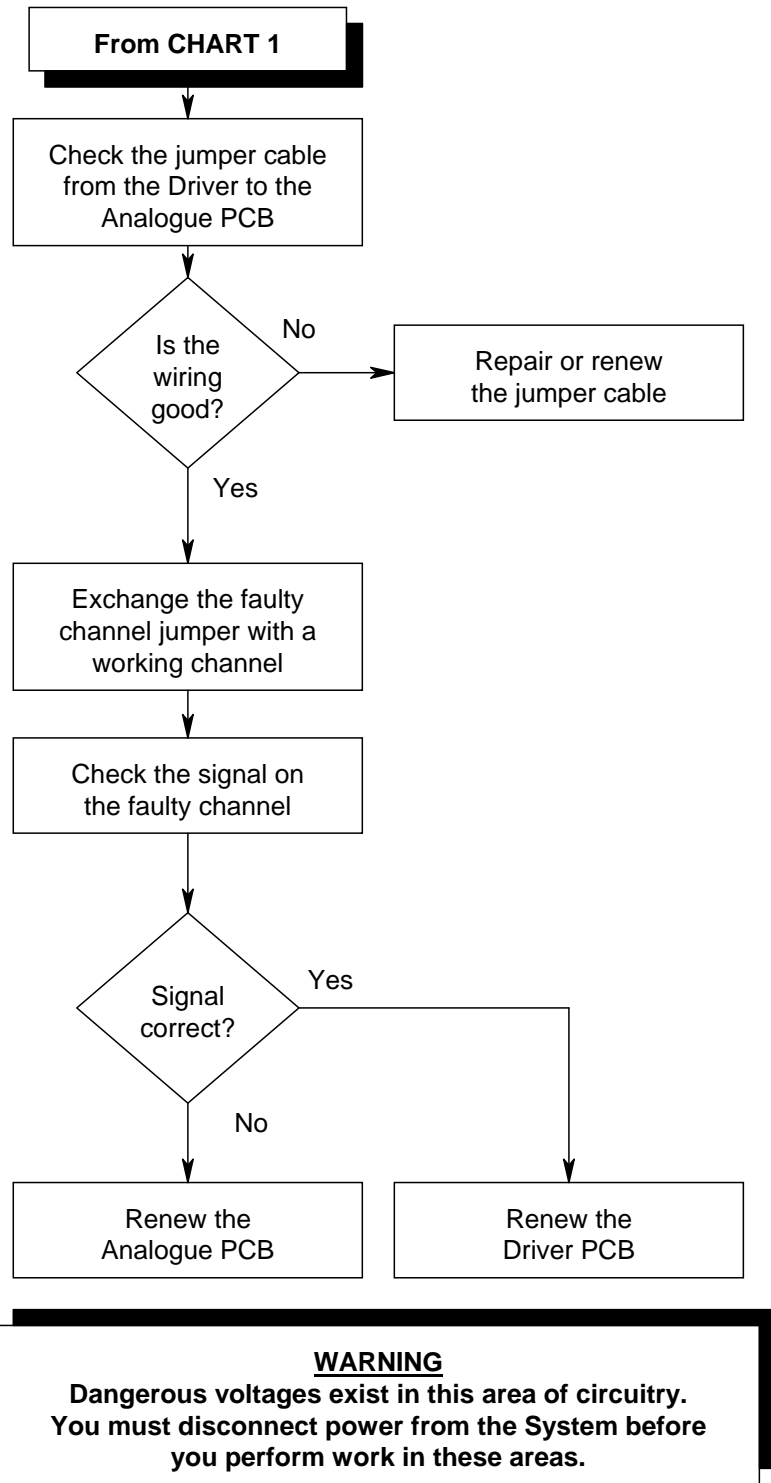 From CHART 1
Check the jumper cable
from the Driver to the
Analogue PCB
Is the
wiring
good?
No
Repair or renew
the jumper cable
Yes
Exchange the faulty
channel jumper with a
working channel
Check the signal on
the faulty channel
Signal
correct?
Yes
No
Renew the
Analogue PCB
Renew the
Driver PCB
WARNING
Dangerous voltages exist in this area of circuitry.
You must disconnect power from the System before
you perform work in these areas.